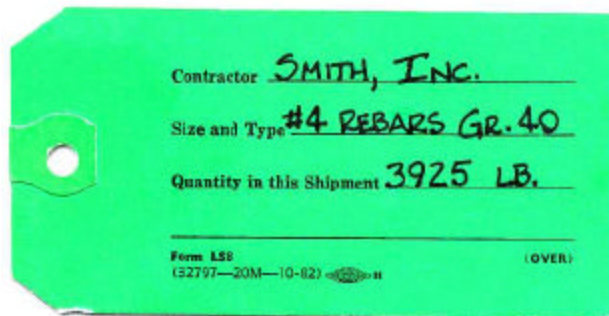 Contractor SMITH, INC.
Size and Type #4 REBARS GR. 40
Quantity in this Shipment 3925 LB.
Form LS8 (OVER)
(32797—20M—10-82)